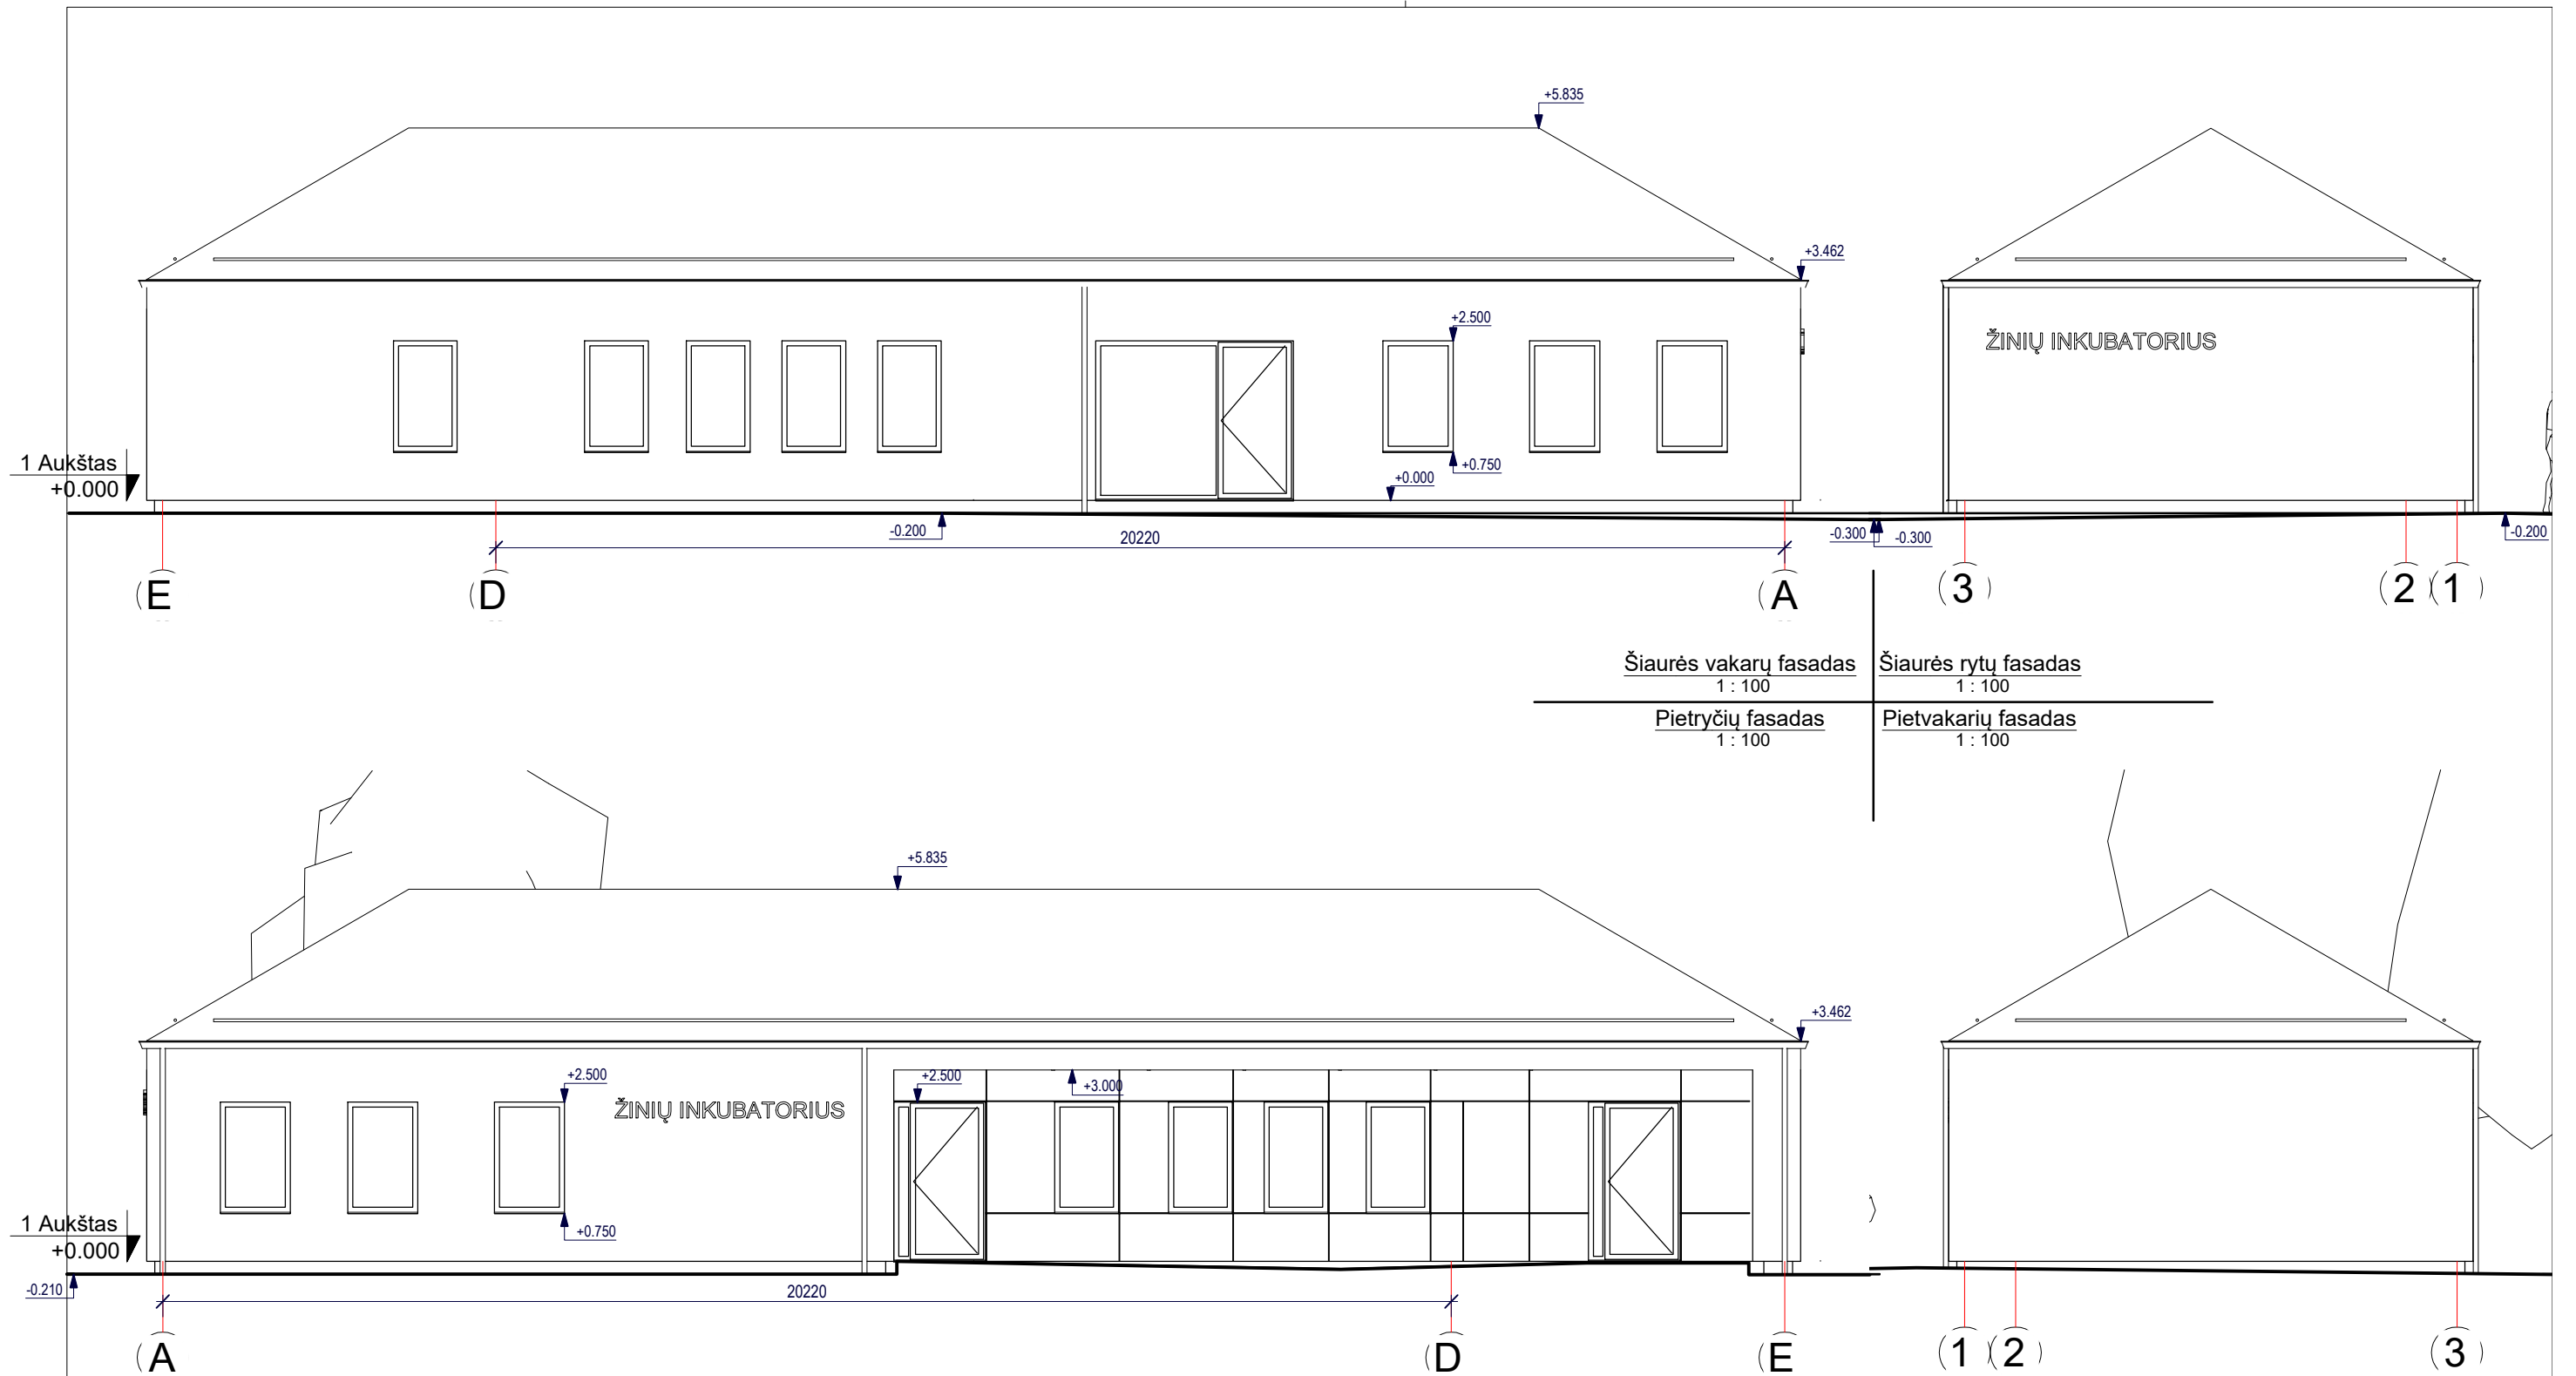 +5.835
+3.462
ŽINIŲ INKUBATORIUS
+2.500
1 Aukštas
+0.000
+0.750
+0.000
-0.200
20220
-0.300
-0.300
-0.200
E
D
A
3
2
1
Šiaurės vakarų fasadas
1 : 100
Šiaurės rytų fasadas
1 : 100
Pietryčių fasadas
1 : 100
Pietvakarių fasadas
1 : 100
+5.835
+3.462
+2.500
ŽINIŲ INKUBATORIUS
+2.500
+3.000
1 Aukštas
+0.000
+0.750
-0.210
20220
A
D
E
1
2
3